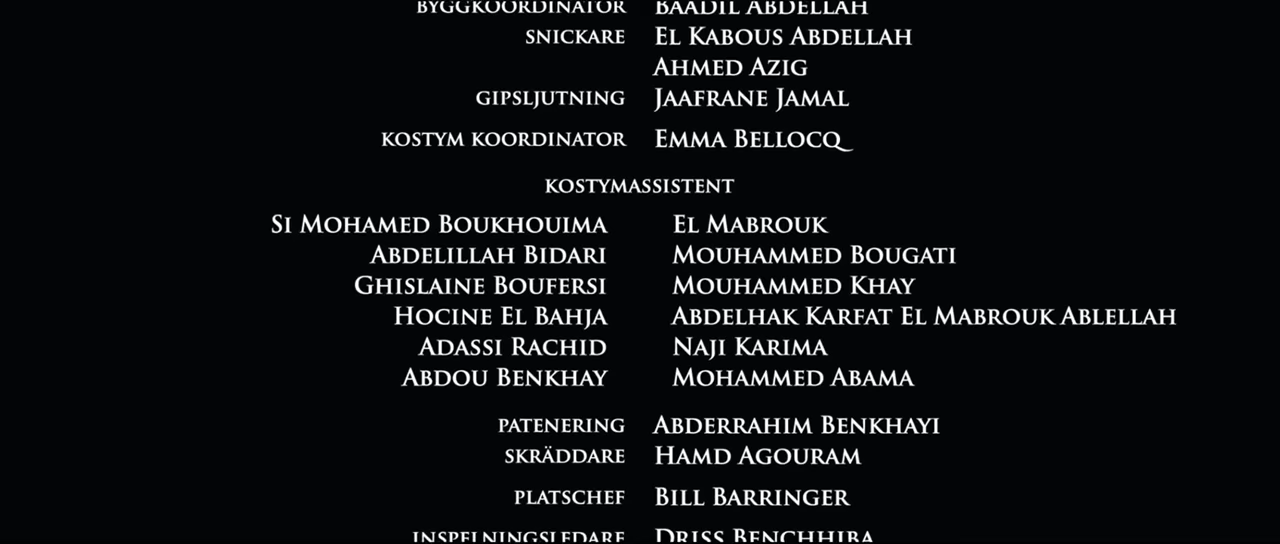 BYGGKOORDINATOR BAADIL ABDELLAH
SNICKARE EL KABOUS ABDELLAH
AHMED AZIG
GIPSLJUTNING JAAFRANE JAMAL
KOSTYM KOORDINATOR EMMA BELLOCQ
KOSTYMASSISTENT
SI MOHAMED BOUKHOUIMA EL MABROUK
ABDELILLAH BIDARI MOUHAMMED BOUGATI
GHISLAINE BOUFERSI MOUHAMMED KHAY
HOCINE EL BAHJA ABDELHAK KARFAT EL MABROUK ABLELLAH
ADASSI RACHID NAJI KARIMA
ABDOU BENKHAY MOHAMMED ABAMA
PATENERING ABDERRAHIM BENKHAYI
SKRÄDDARE HAMD AGOURAM
PLATSCHEF BILL BARRINGER
INSPELNINGSLEDARE DRISS BENCHHIBA